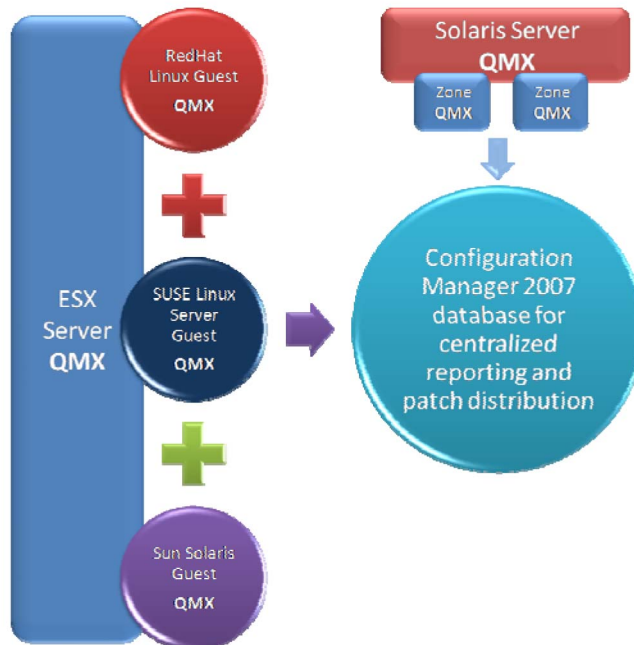 ESX
Server
QMX
RedHat
Linux Guest
QMX
SUSE Linux
Server
Guest
QMX
Sun Solaris
Guest
QMX
Solaris Server
QMX
Zone
QMX
Zone
QMX
Configuration
Manager 2007
database for
centralized
reporting and
patch distribution